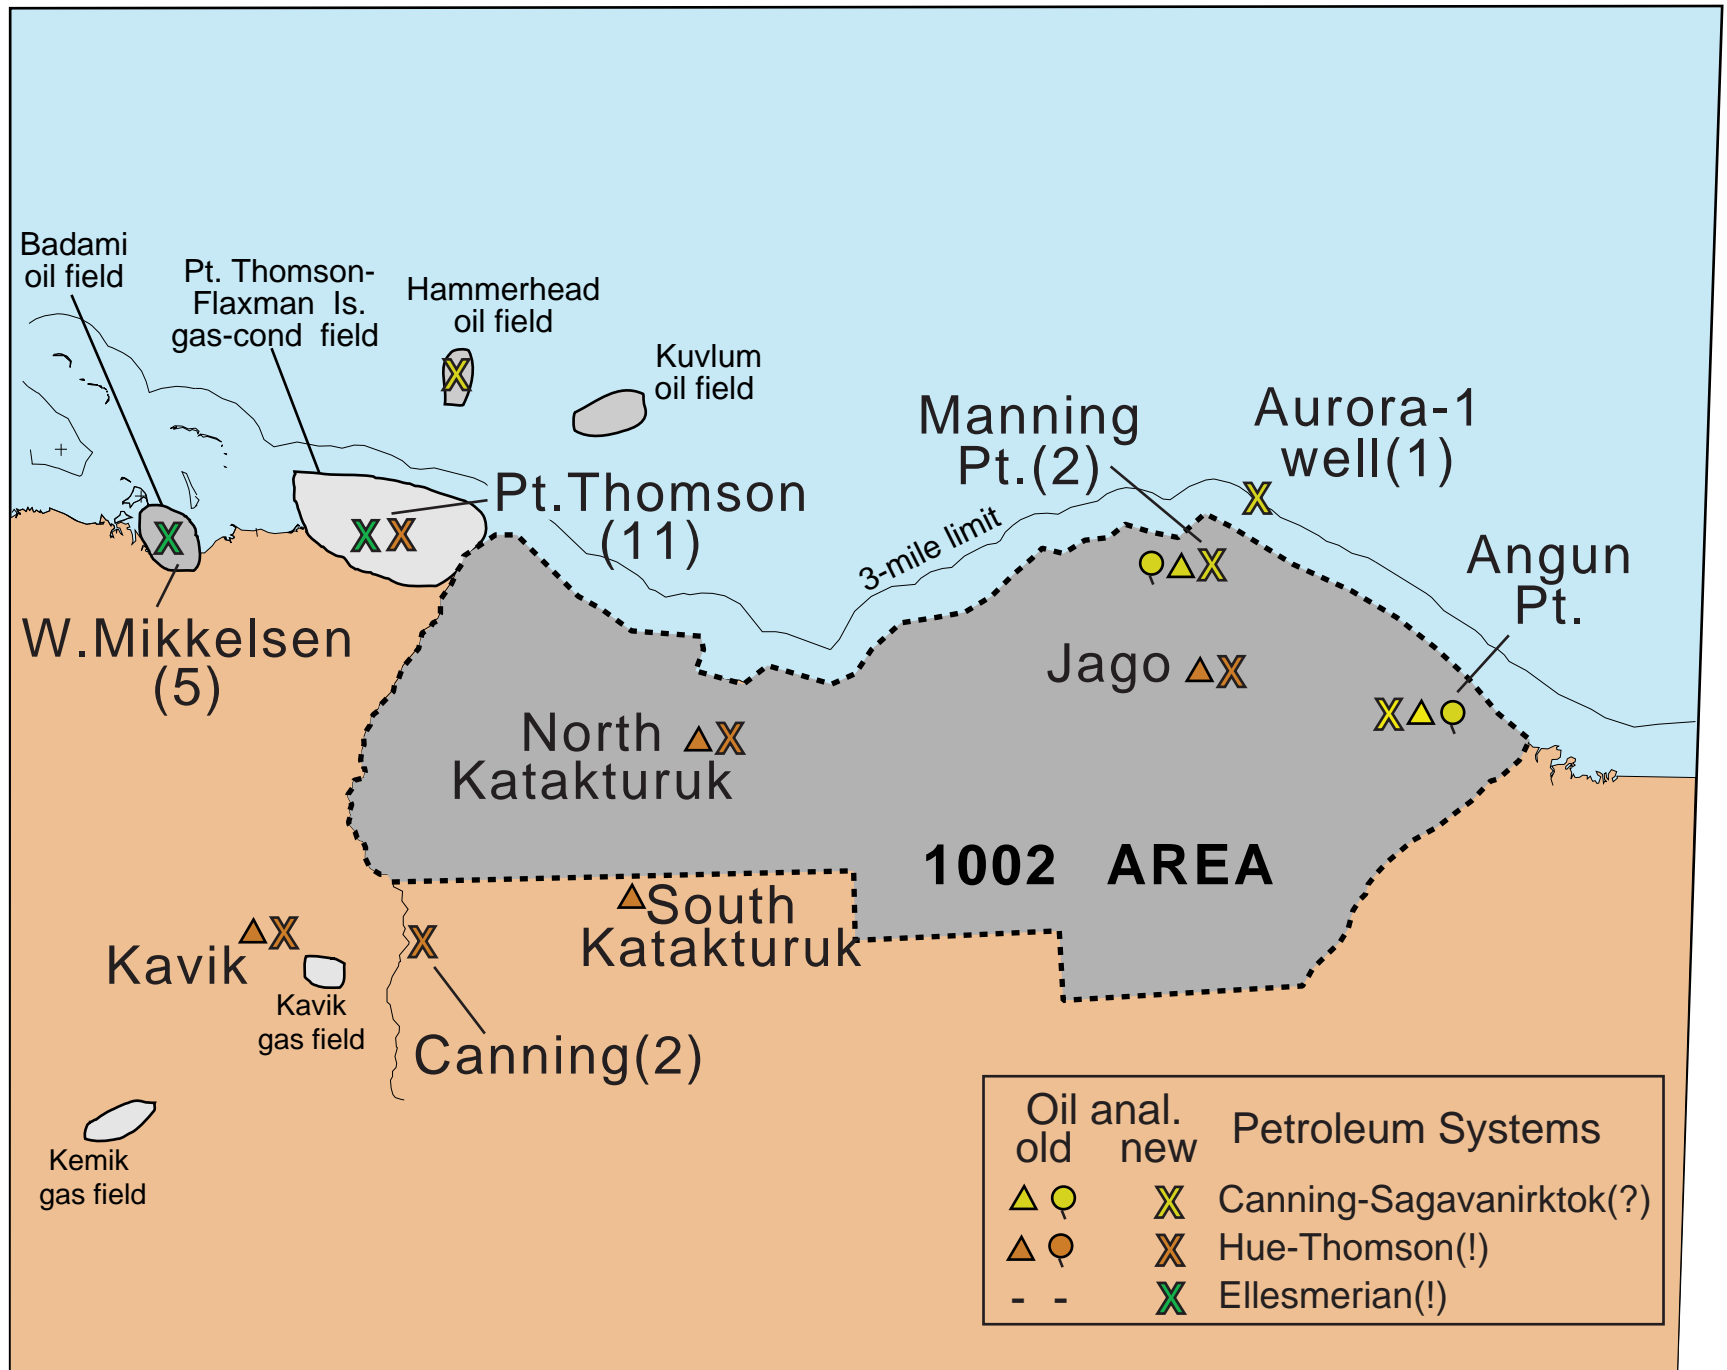 Badami
oil field
Pt. Thomson-
Flaxman Is.
gas-cond field
Hammerhead
oil field
Kuvlum
oil field
Manning
Pt.(2)
Aurora-1
well(1)
Pt.Thomson
(11)
3-mile limit
Angun
Pt.
W.Mikkelsen
(5)
Jago
North
Katakturuk
1002 AREA
South
Katakturuk
Kavik
Kavik
gas field
Canning(2)
Kemik
gas field
Oil anal.
old new
Petroleum Systems
Canning-Sagavanirktok(?)
Hue-Thomson(!)
- - Ellesmerian(!)